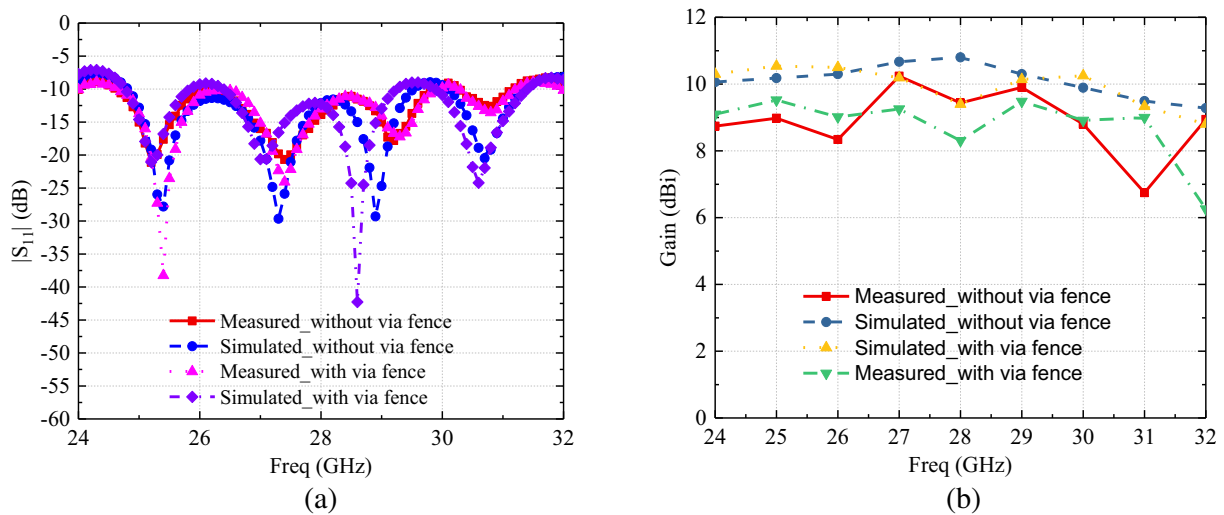 0
-5
-10
-15
-20
-25
-30
-35
-40
-45
-50
-55
-60
|S11| (dB)
Measured_without via fence
Simulated_without via fence
Measured_with via fence
Simulated_with via fence
24 26 28 30 32
Freq (GHz)
(a)
12
10
8
6
4
2
0
Gain (dBi)
Measured_without via fence
Simulated_without via fence
Simulated_with via fence
Measured_with via fence
24 25 26 27 28 29 30 31 32
Freq (GHz)
(b)